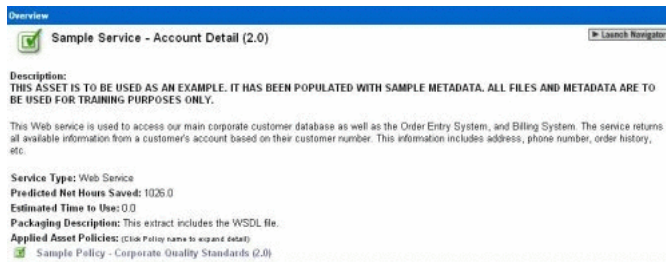 Overview
Sample Service - Account Detail (2.0)
Launch Navigator
Description:
THIS ASSET IS TO BE USED AS AN EXAMPLE. IT HAS BEEN POPULATED WITH SAMPLE METADATA. ALL FILES AND METADATA ARE TO
BE USED FOR TRAINING PURPOSES ONLY.
This Web service is used to access our main corporate customer database as well as the Order Entry System, and Billing System. The service returns
all available information from a customer's account based on their customer number. This information includes address, phone number, order history,
etc.
Service Type: Web Service
Predicted Net Hours Saved: 1026.0
Estimated Time to Use: 0.0
Packaging Description: This extract includes the WSDL file.
Applied Asset Policies: (Click Policy name to expand detail)
Sample Policy - Corporate Quality Standards (2.0)